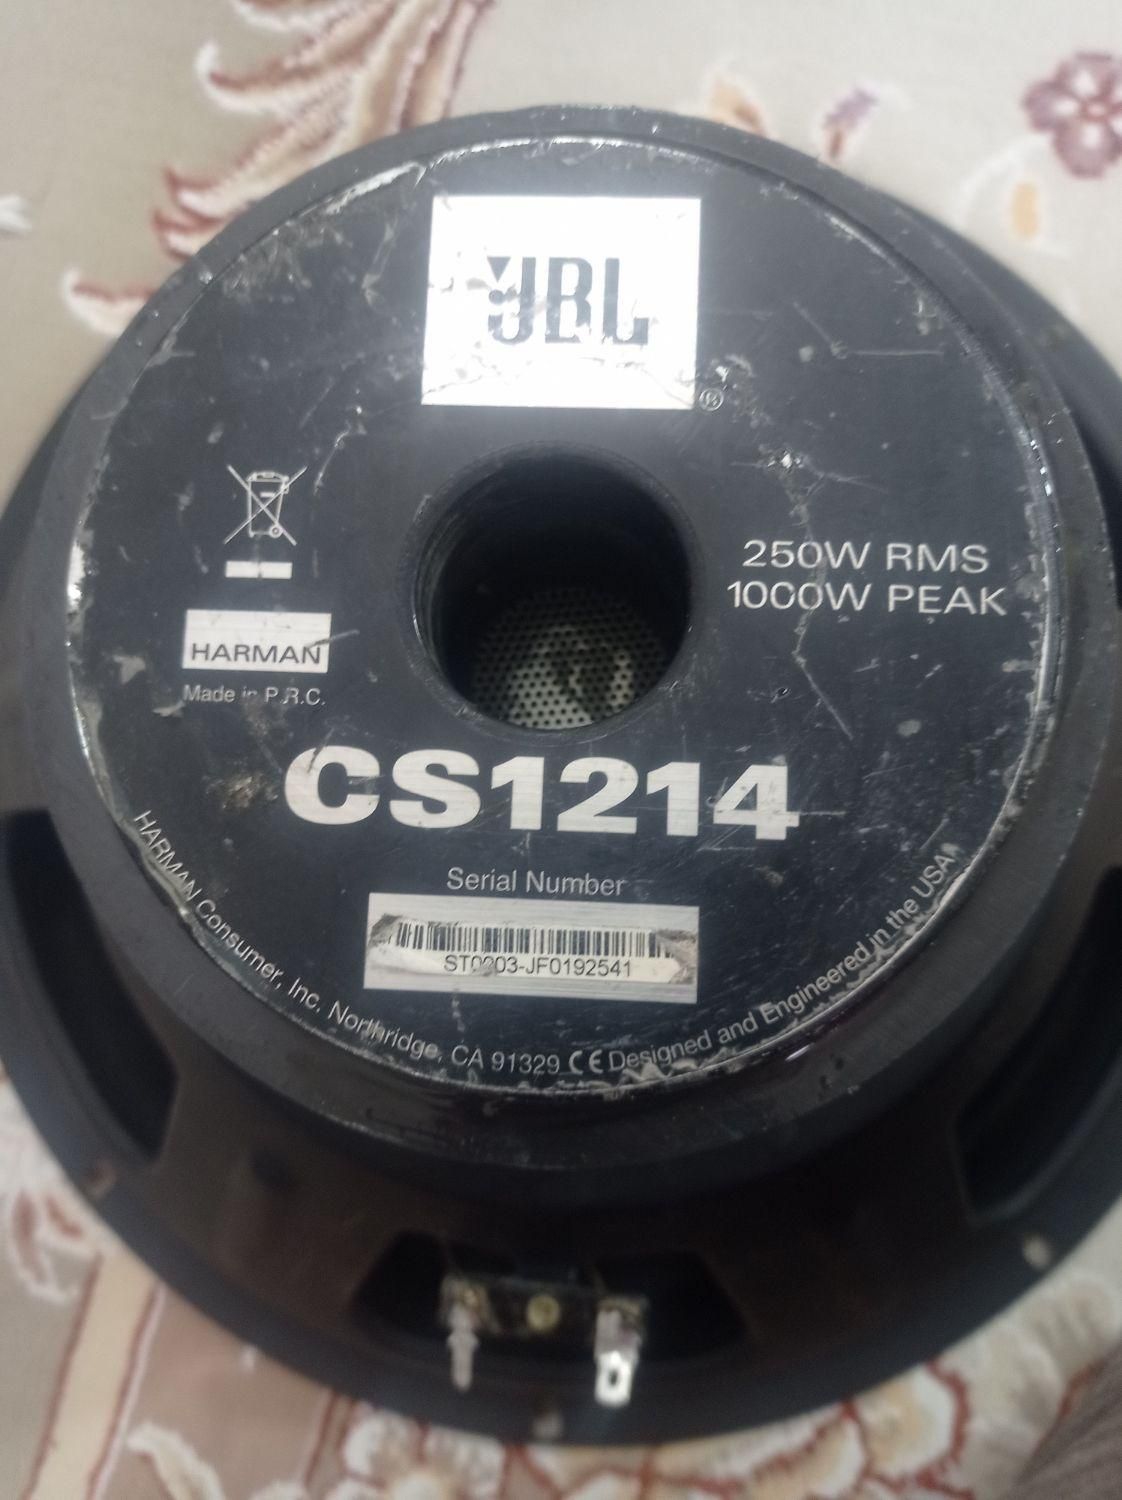 JBL
®
250W RMS
1000W PEAK
HARMAN
Made in P.R.C.
CS1214
Serial Number
ST0203-JF0192541
HARMAN Consumer, Inc. Northridge, CA 91329 CE Designed and Engineered in the USA